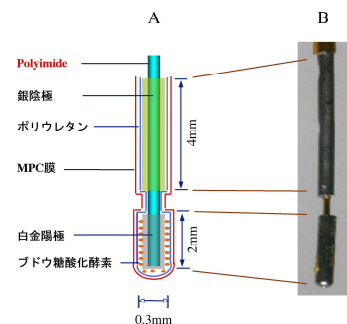 A
B
Polyimide
銀陰極
ポリウレタン
MPC膜
白金陽極
ブドウ糖酸化酵素
4mm
2mm
0.3mm